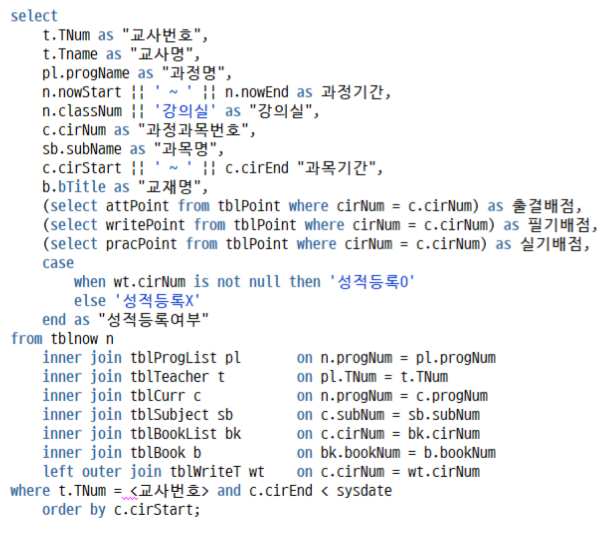 select
    t.TNum as "교사번호",
    t.Tname as "교사명",
    pl.progName as "과정명",
    n.nowStart || ' ~ ' || n.nowEnd as 과정기간,
    n.classNum || '강의실' as "강의실",
    c.cirNum as "과정과목번호",
    sb.subName as "과목명",
    c.cirStart || ' ~ ' || c.cirEnd "과목기간",
    b.bTitle as "교재명",
    (select attPoint from tblPoint where cirNum = c.cirNum) as 출결배점,
    (select writePoint from tblPoint where cirNum = c.cirNum) as 필기배점,
    (select pracPoint from tblPoint where cirNum = c.cirNum) as 실기배점,
    case
        when wt.cirNum is not null then '성적등록O'
        else '성적등록X'
    end as "성적등록여부"
from tblnow n
    inner join tblProgList pl       on n.progNum = pl.progNum
    inner join tblTeacher t         on pl.TNum = t.TNum
    inner join tblCurr c            on n.progNum = c.progNum
    inner join tblSubject sb        on c.subNum = sb.subNum
    inner join tblBookList bk       on c.cirNum = bk.cirNum
    inner join tblBook b            on bk.bookNum = b.bookNum
    left outer join tblWriteT wt    on c.cirNum = wt.cirNum
where t.TNum = <교사번호> and c.cirEnd < sysdate
    order by c.cirStart;